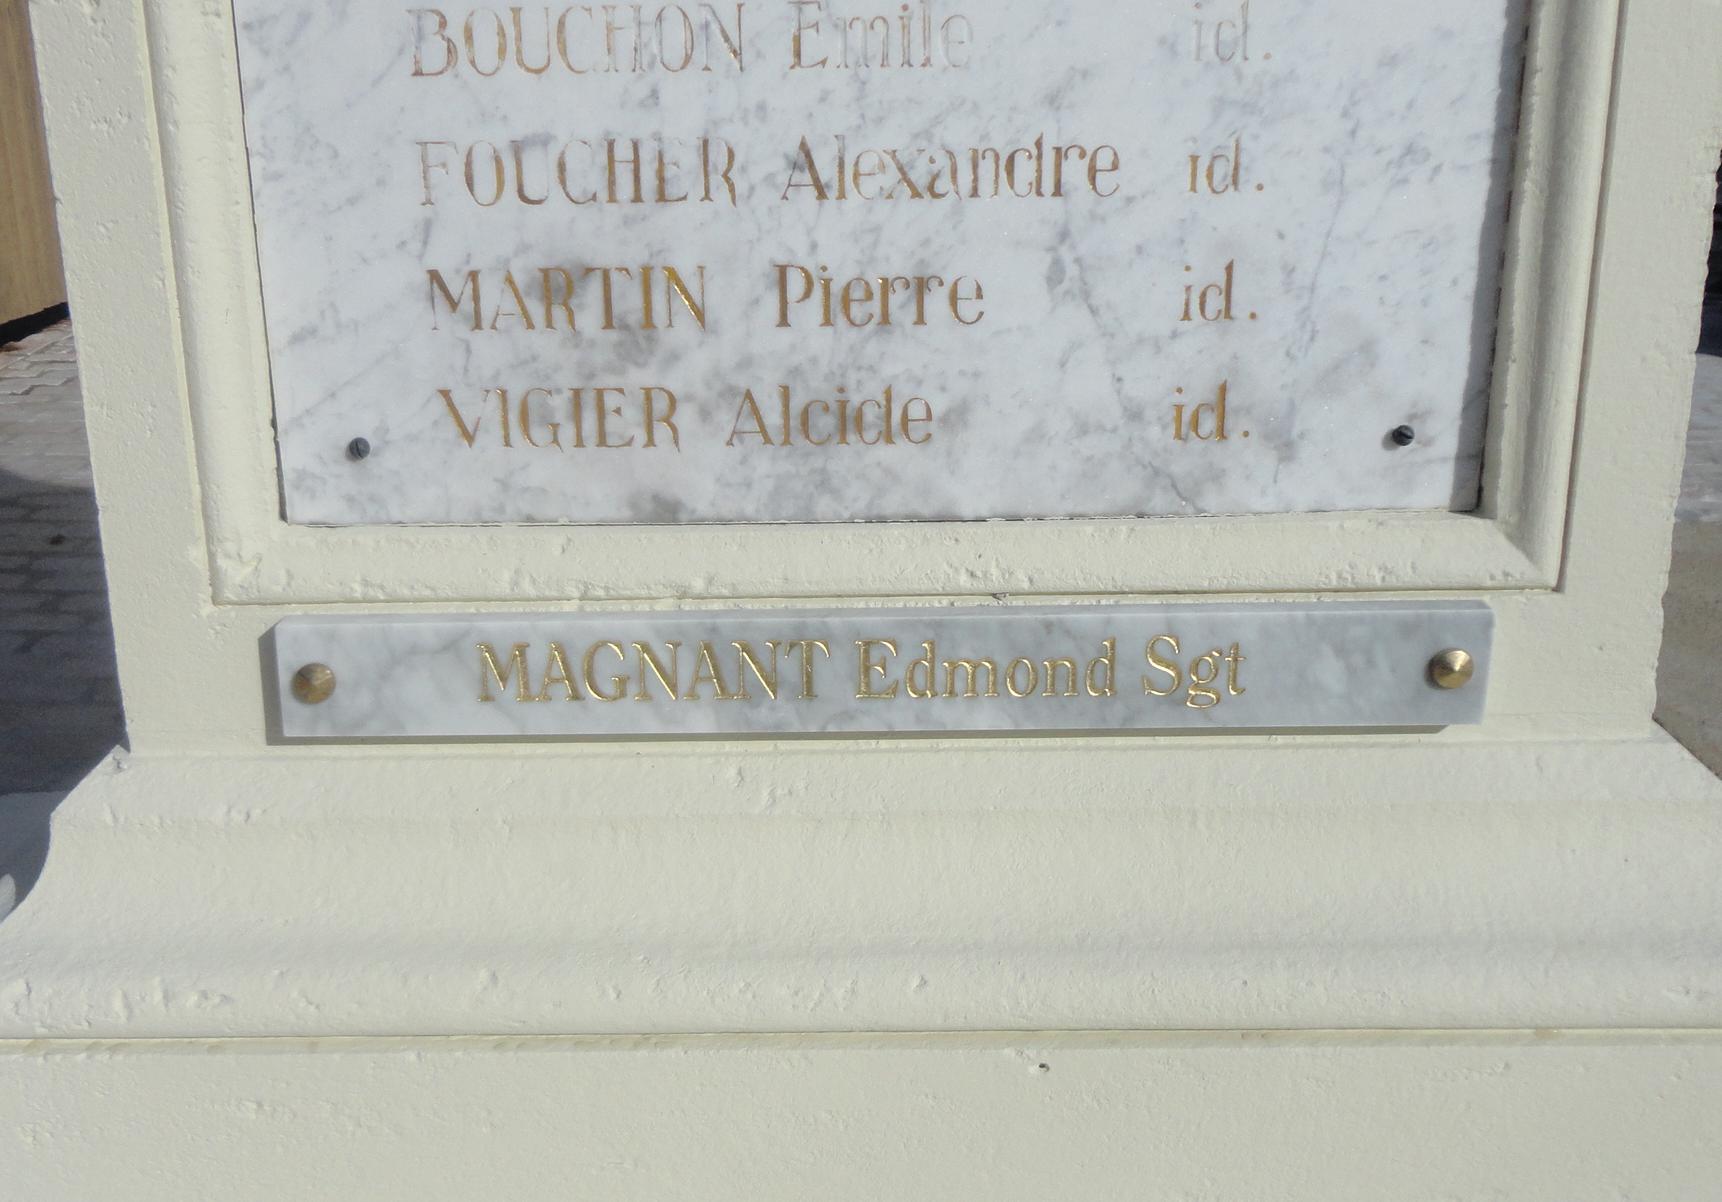 BOUCHON Emile id.
FOUCHER Alexandre id.
MARTIN Pierre id.
VIGIER Alcide id.
MAGNANT Edmond Sgt